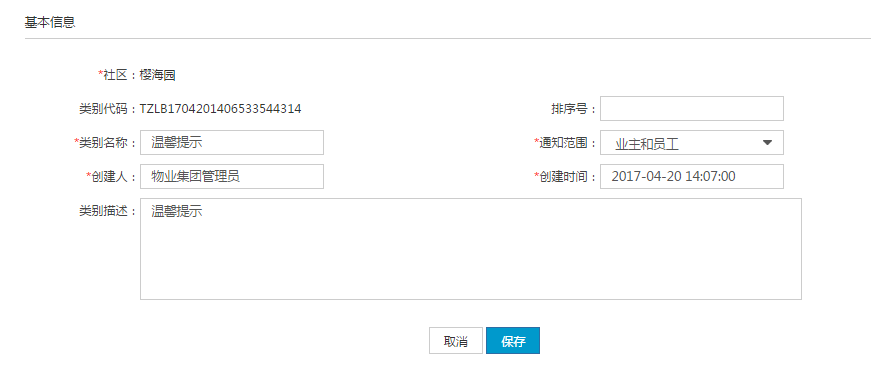 基本信息
*社区：樱海园
类别代码：TZLB1704201406533544314 排序号：
*类别名称：温馨提示 *通知范围：业主和员工
*创建人：物业集团管理员 *创建时间：2017-04-20 14:07:00
类别描述：温馨提示
取消 保存